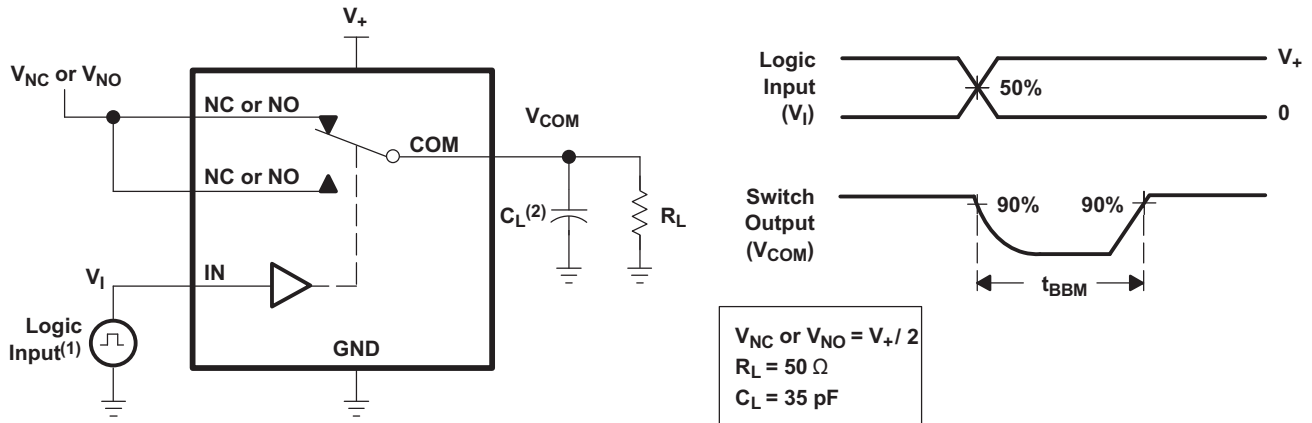 V+
VNC or VNO
NC or NO
VCOM
COM
NC or NO
CL(2)
RL
VI
IN
Logic
Input(1)
GND
Logic
Input
(VI)
50%
V+
0
Switch
Output
(VCOM)
90%
90%
tBBM
VNC or VNO = V+/ 2
RL = 50 Ω
CL = 35 pF